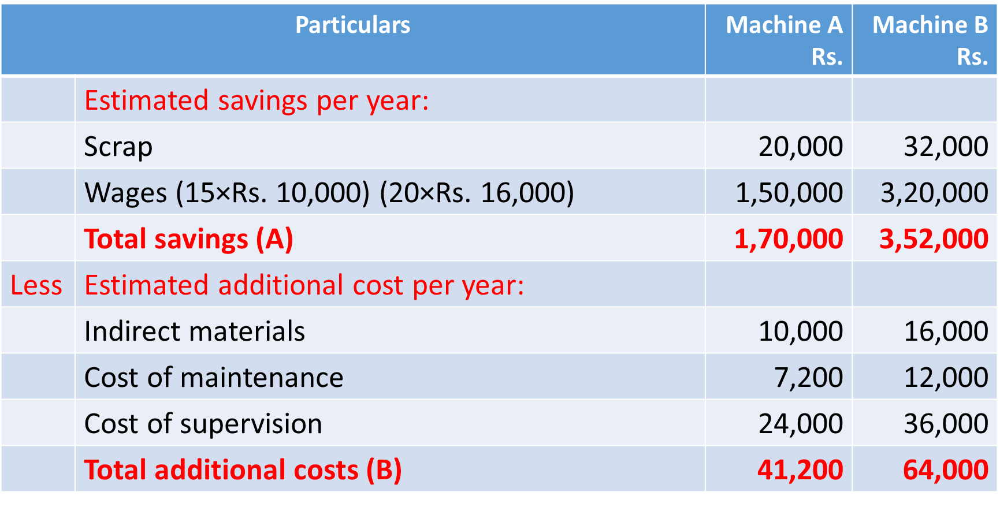 Particulars Machine A Machine B
Rs. Rs.
Estimated savings per year:
Scrap 20,000 32,000
Wages (15×Rs. 10,000) (20×Rs. 16,000) 1,50,000 3,20,000
Total savings (A) 1,70,000 3,52,000
Less Estimated additional cost per year:
Indirect materials 10,000 16,000
Cost of maintenance 7,200 12,000
Cost of supervision 24,000 36,000
Total additional costs (B) 41,200 64,000